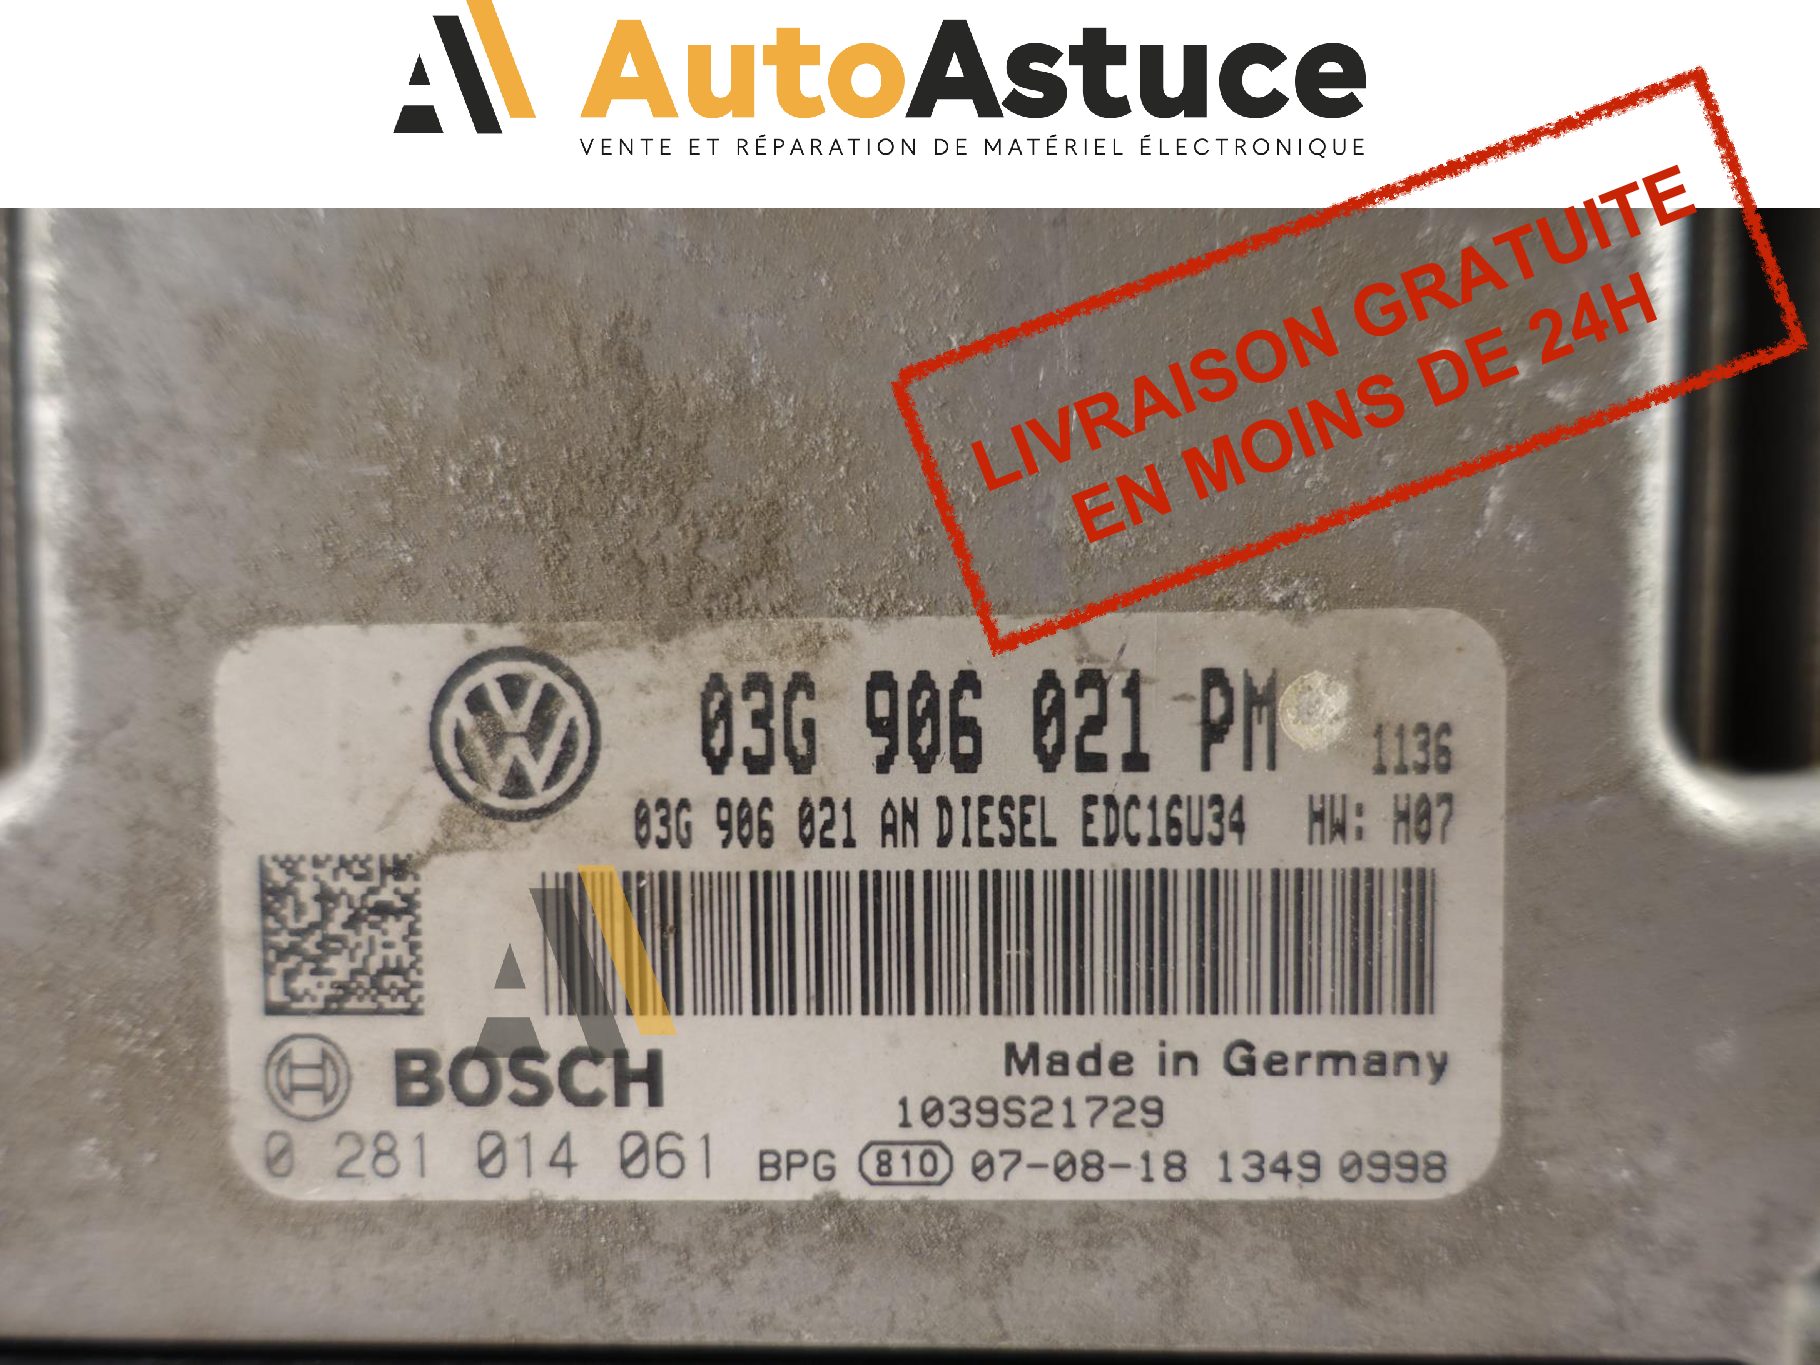 AutoAstuce
VENTE ET RÉPARATION DE MATÉRIEL ÉLECTRONIQUE
LIVRAISON GRATUITE
EN MOINS DE 24H
03G 906 021 PM 1136
03G 906 021 AN DIESEL EDC16U34 HW: H07
BOSCH
Made in Germany
1039S21729
0 281 014 061 BPG 810 07-08-18 1349 0998